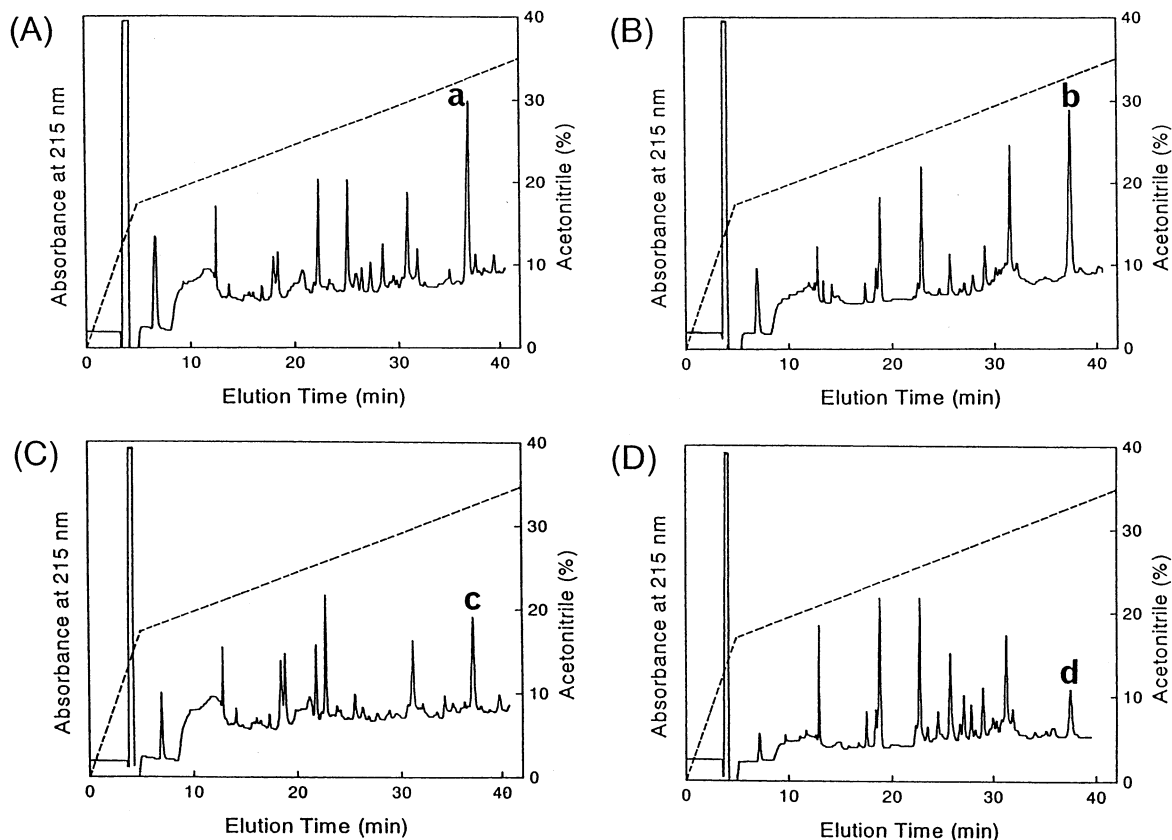 (A)
Absorbance at 215 nm
a
40
30
20
10
0
Acetonitrile (%)
0 10 20 30 40
Elution Time (min)
(B)
Absorbance at 215 nm
b
40
30
20
10
0
Acetonitrile (%)
0 10 20 30 40
Elution Time (min)
(C)
Absorbance at 215 nm
c
40
30
20
10
0
Acetonitrile (%)
0 10 20 30 40
Elution Time (min)
(D)
Absorbance at 215 nm
d
40
30
20
10
0
Acetonitrile (%)
0 10 20 30 40
Elution Time (min)